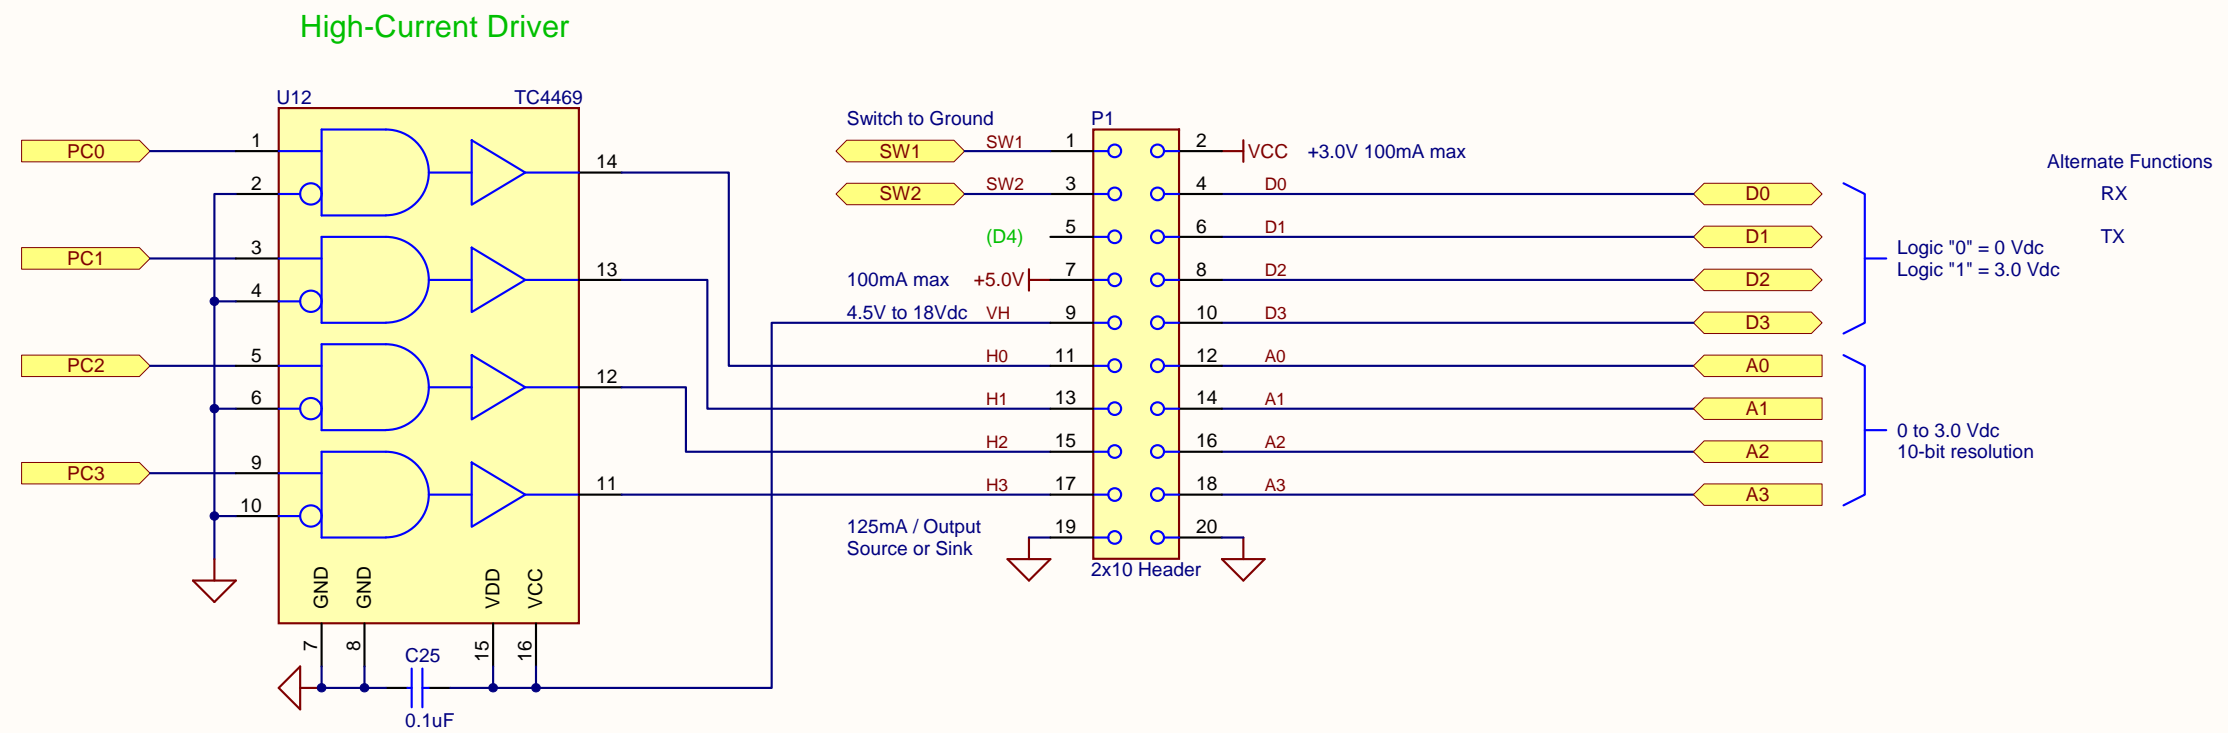 High-Current Driver
U12 TC4469
PC0 1
2
14
PC1 3
4
13
PC2 5
6
12
PC3 9
10
11
GND GND VDD VCC
7 8 15 16
C25
0.1uF
Switch to Ground
P1
SW1 SW1 1 2 VCC +3.0V 100mA max
SW2 SW2 3 4 D0 D0
(D4) 5 6 D1 D1
100mA max +5.0V 7 8 D2 D2
4.5V to 18Vdc VH 9 10 D3 D3
H0 11 12 A0 A0
H1 13 14 A1 A1
H2 15 16 A2 A2
H3 17 18 A3 A3
125mA / Output
Source or Sink
19 20
2x10 Header
Alternate Functions
RX
TX
Logic "0" = 0 Vdc
Logic "1" = 3.0 Vdc
0 to 3.0 Vdc
10-bit resolution